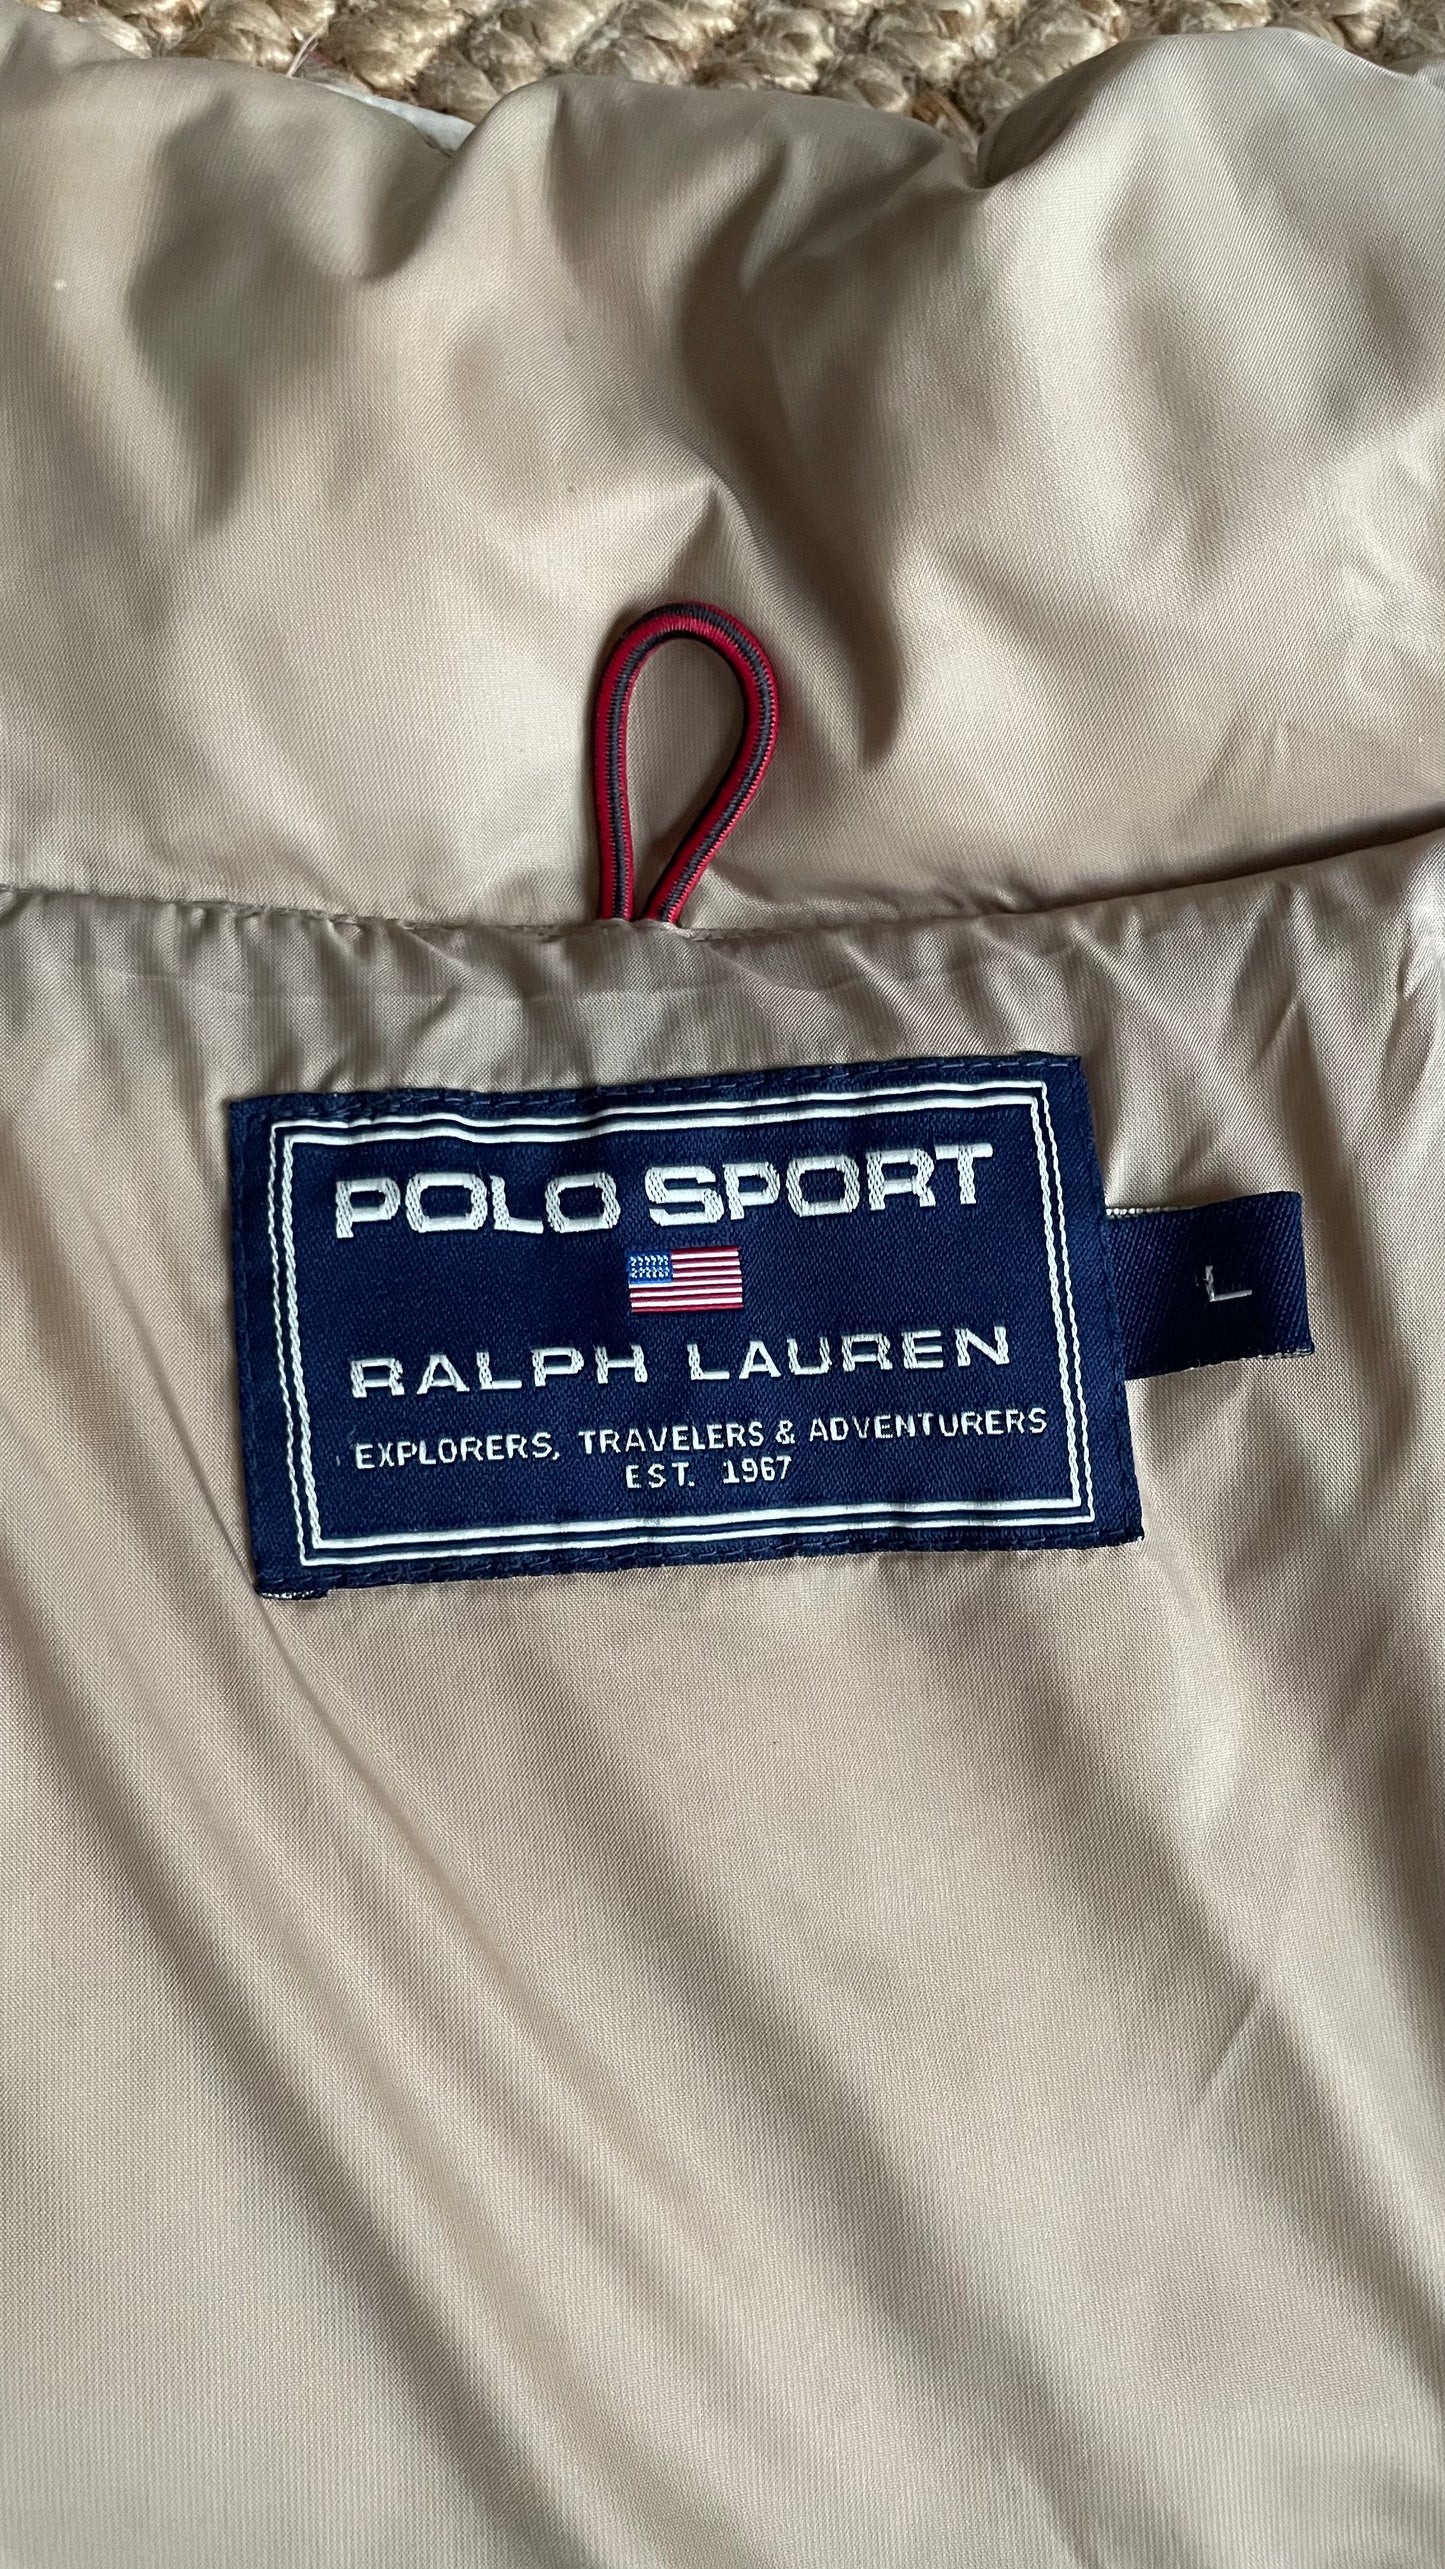 POLO SPORT
RALPH LAUREN
EXPLORERS, TRAVELERS & ADVENTURERS
EST. 1967
L